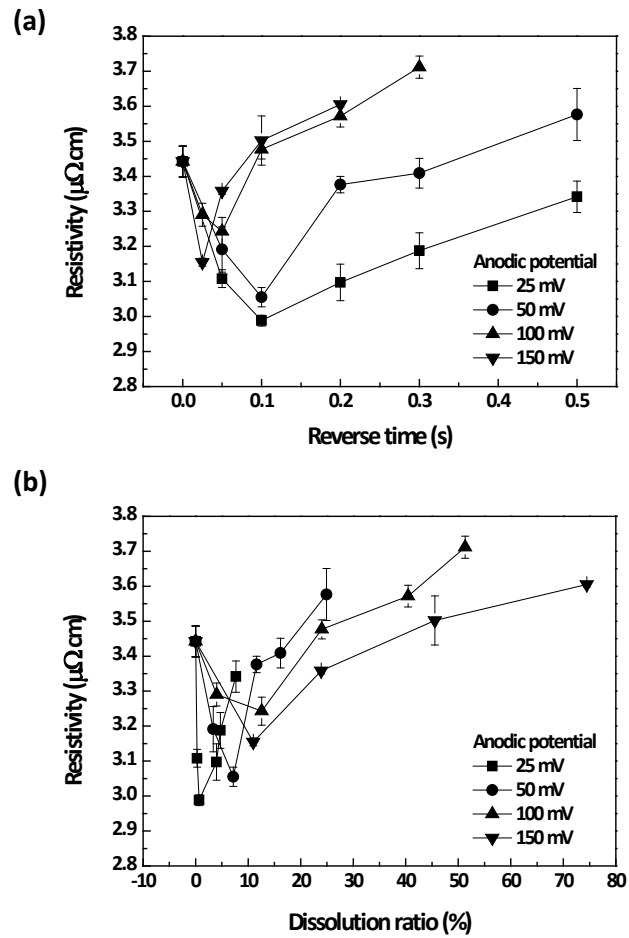 (a)
3.8
3.7
3.6
3.5
3.4
3.3
3.2
3.1
3.0
2.9
2.8
Resistivity (μΩcm)
Anodic potential
25 mV
50 mV
100 mV
150 mV
0.0 0.1 0.2 0.3 0.4 0.5
Reverse time (s)
(b)
3.8
3.7
3.6
3.5
3.4
3.3
3.2
3.1
3.0
2.9
2.8
Resistivity (μΩcm)
Anodic potential
25 mV
50 mV
100 mV
150 mV
-10 0 10 20 30 40 50 60 70 80
Dissolution ratio (%)